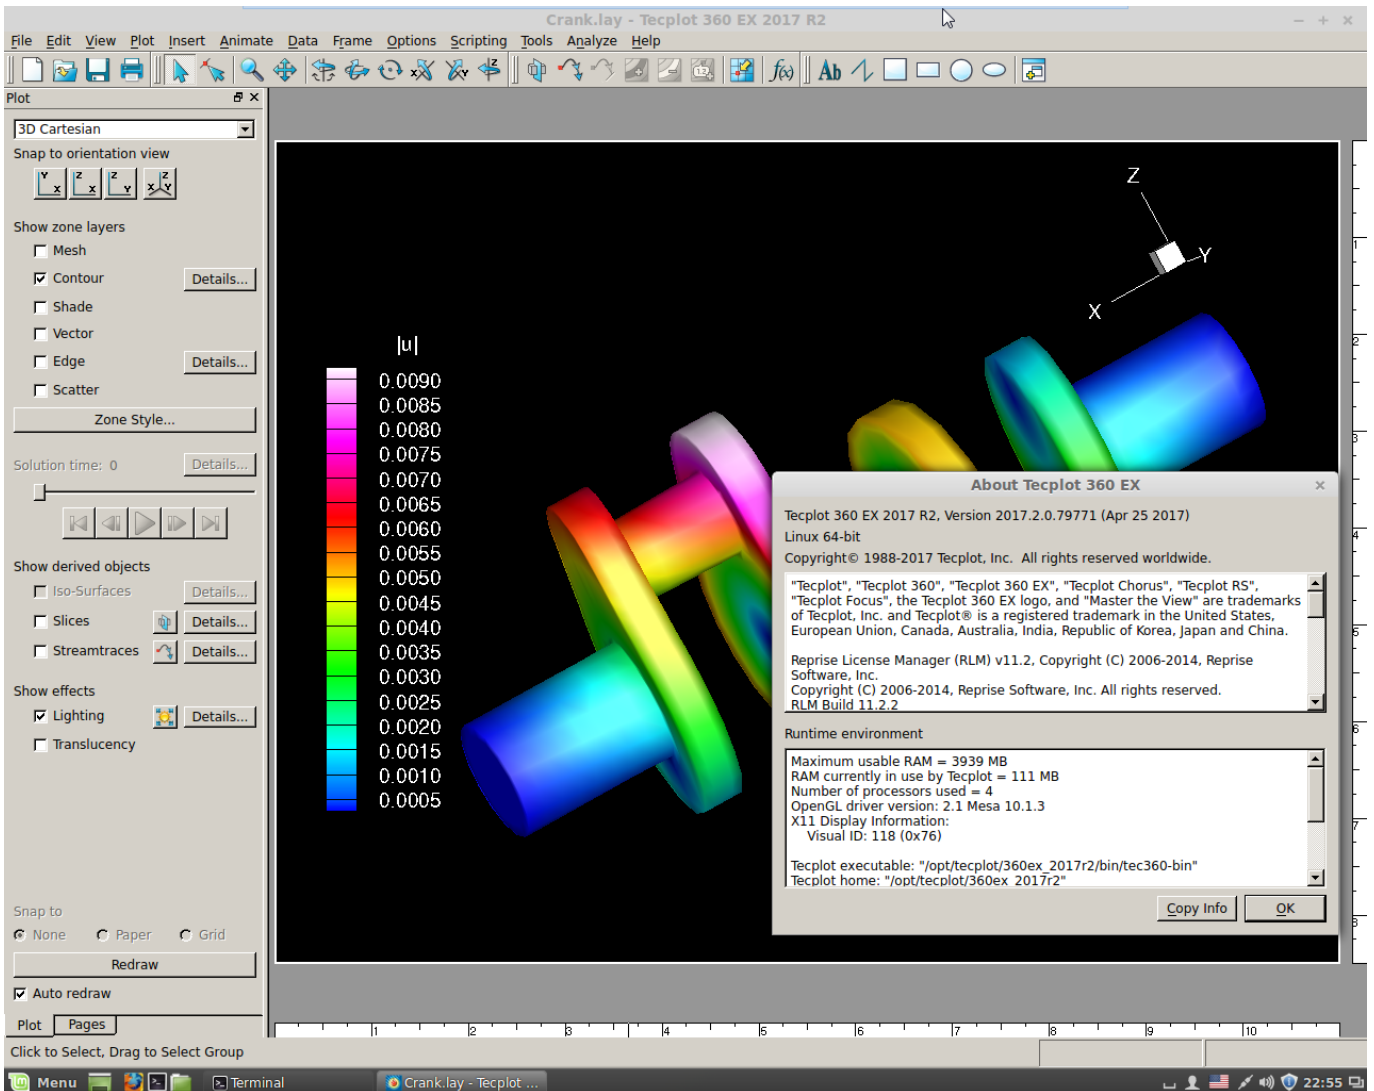 Crank.lay - Tecplot 360 EX 2017 R2
File Edit View Plot Insert Animate Data Frame Options Scripting Tools Analyze Help
Plot
3D Cartesian
Snap to orientation view
Show zone layers
Mesh
Contour Details...
Shade
Vector
Edge Details...
Scatter
Zone Style...
Solution time: 0 Details...
Show derived objects
Iso-Surfaces Details...
Slices Details...
Streamtraces Details...
Show effects
Lighting Details...
Translucency
Snap to
None Paper Grid
Redraw
Auto redraw
Plot Pages
Click to Select, Drag to Select Group
Z
Y
X
|u|
0.0090
0.0085
0.0080
0.0075
0.0070
0.0065
0.0060
0.0055
0.0050
0.0045
0.0040
0.0035
0.0030
0.0025
0.0020
0.0015
0.0010
0.0005
About Tecplot 360 EX
Tecplot 360 EX 2017 R2, Version 2017.2.0.79771 (Apr 25 2017)
Linux 64-bit
Copyright© 1988-2017 Tecplot, Inc. All rights reserved worldwide.
"Tecplot", "Tecplot 360", "Tecplot 360 EX", "Tecplot Chorus", "Tecplot RS",
"Tecplot Focus", the Tecplot 360 EX logo, and "Master the View" are trademarks
of Tecplot, Inc. and Tecplot® is a registered trademark in the United States,
European Union, Canada, Australia, India, Republic of Korea, Japan and China.
Reprise License Manager (RLM) v11.2, Copyright (C) 2006-2014, Reprise
Software, Inc.
Copyright (C) 2006-2014, Reprise Software, Inc. All rights reserved.
RLM Build 11.2.2
Runtime environment
Maximum usable RAM = 3939 MB
RAM currently in use by Tecplot = 111 MB
Number of processors used = 4
OpenGL driver version: 2.1 Mesa 10.1.3
X11 Display Information:
Visual ID: 118 (0x76)
Tecplot executable: "/opt/tecplot/360ex_2017r2/bin/tec360-bin"
Tecplot home: "/opt/tecplot/360ex_2017r2"
Copy Info OK
1
2
3
4
5
6
7
8
1 2 3 4 5 6 7 8 9 10
Menu Terminal Crank.lay - Tecplot ... 22:55